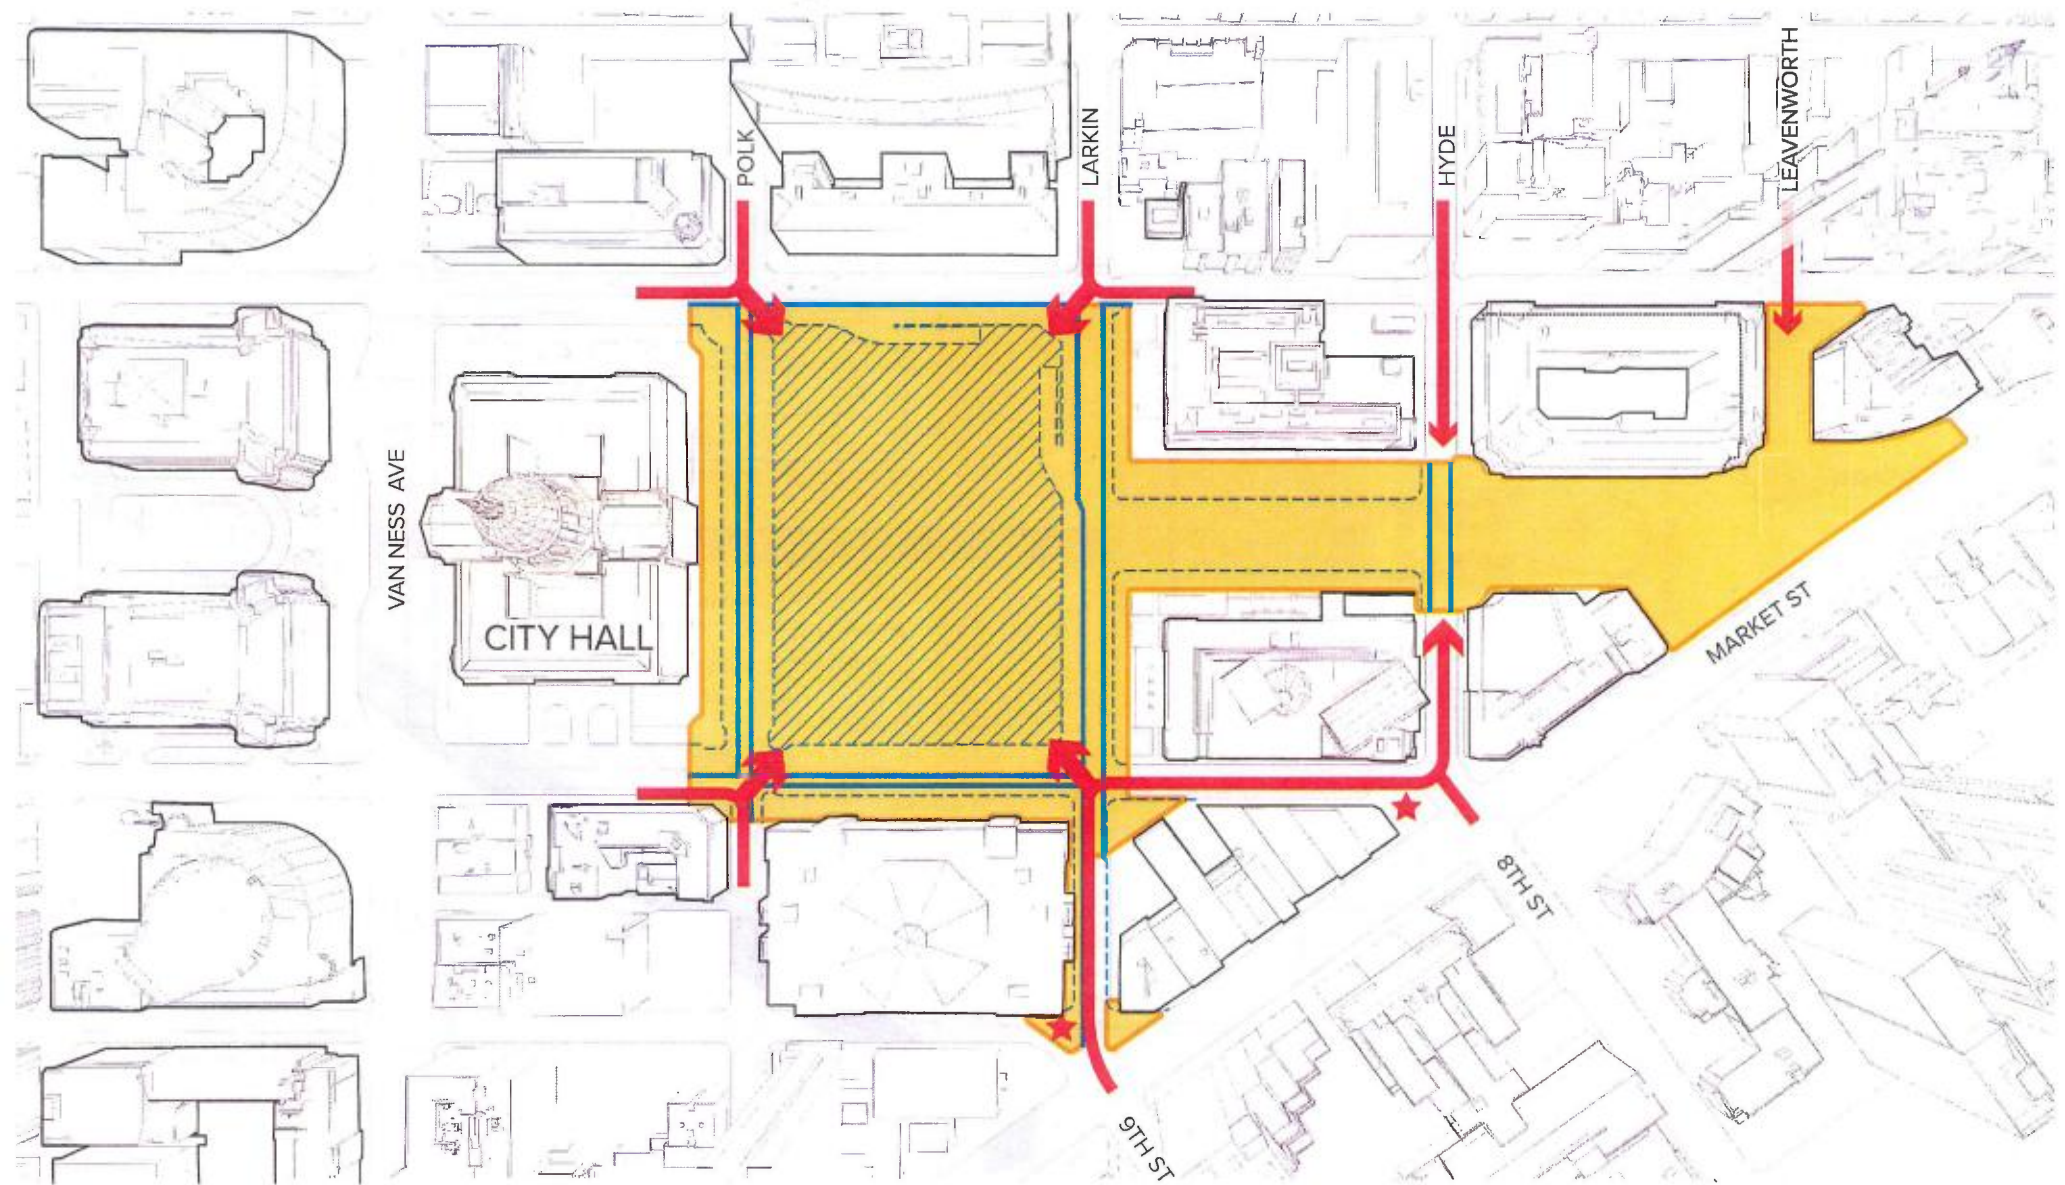 POLK
LARKIN
HYDE
LEAVENWORTH
VAN NESS AVE
CITY HALL
MARKET ST
8TH ST
9TH ST